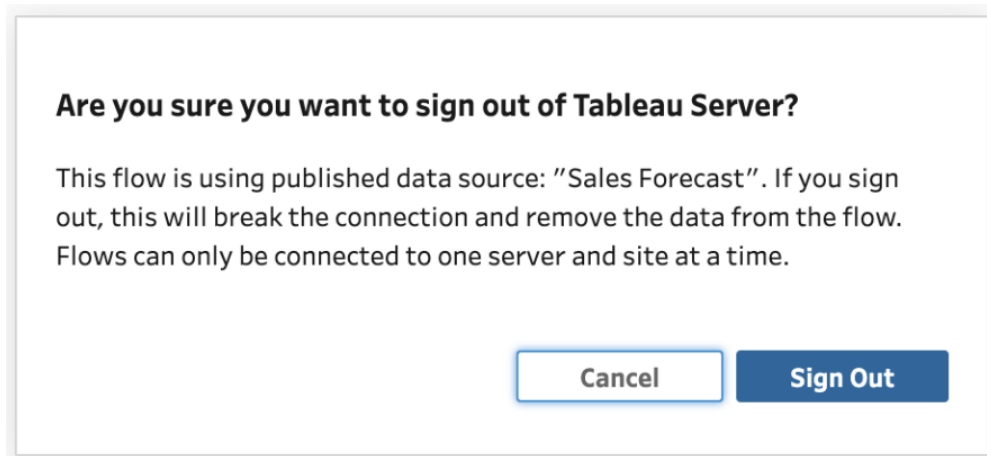 Are you sure you want to sign out of Tableau Server?
This flow is using published data source: "Sales Forecast". If you sign
out, this will break the connection and remove the data from the flow.
Flows can only be connected to one server and site at a time.
Cancel
Sign Out